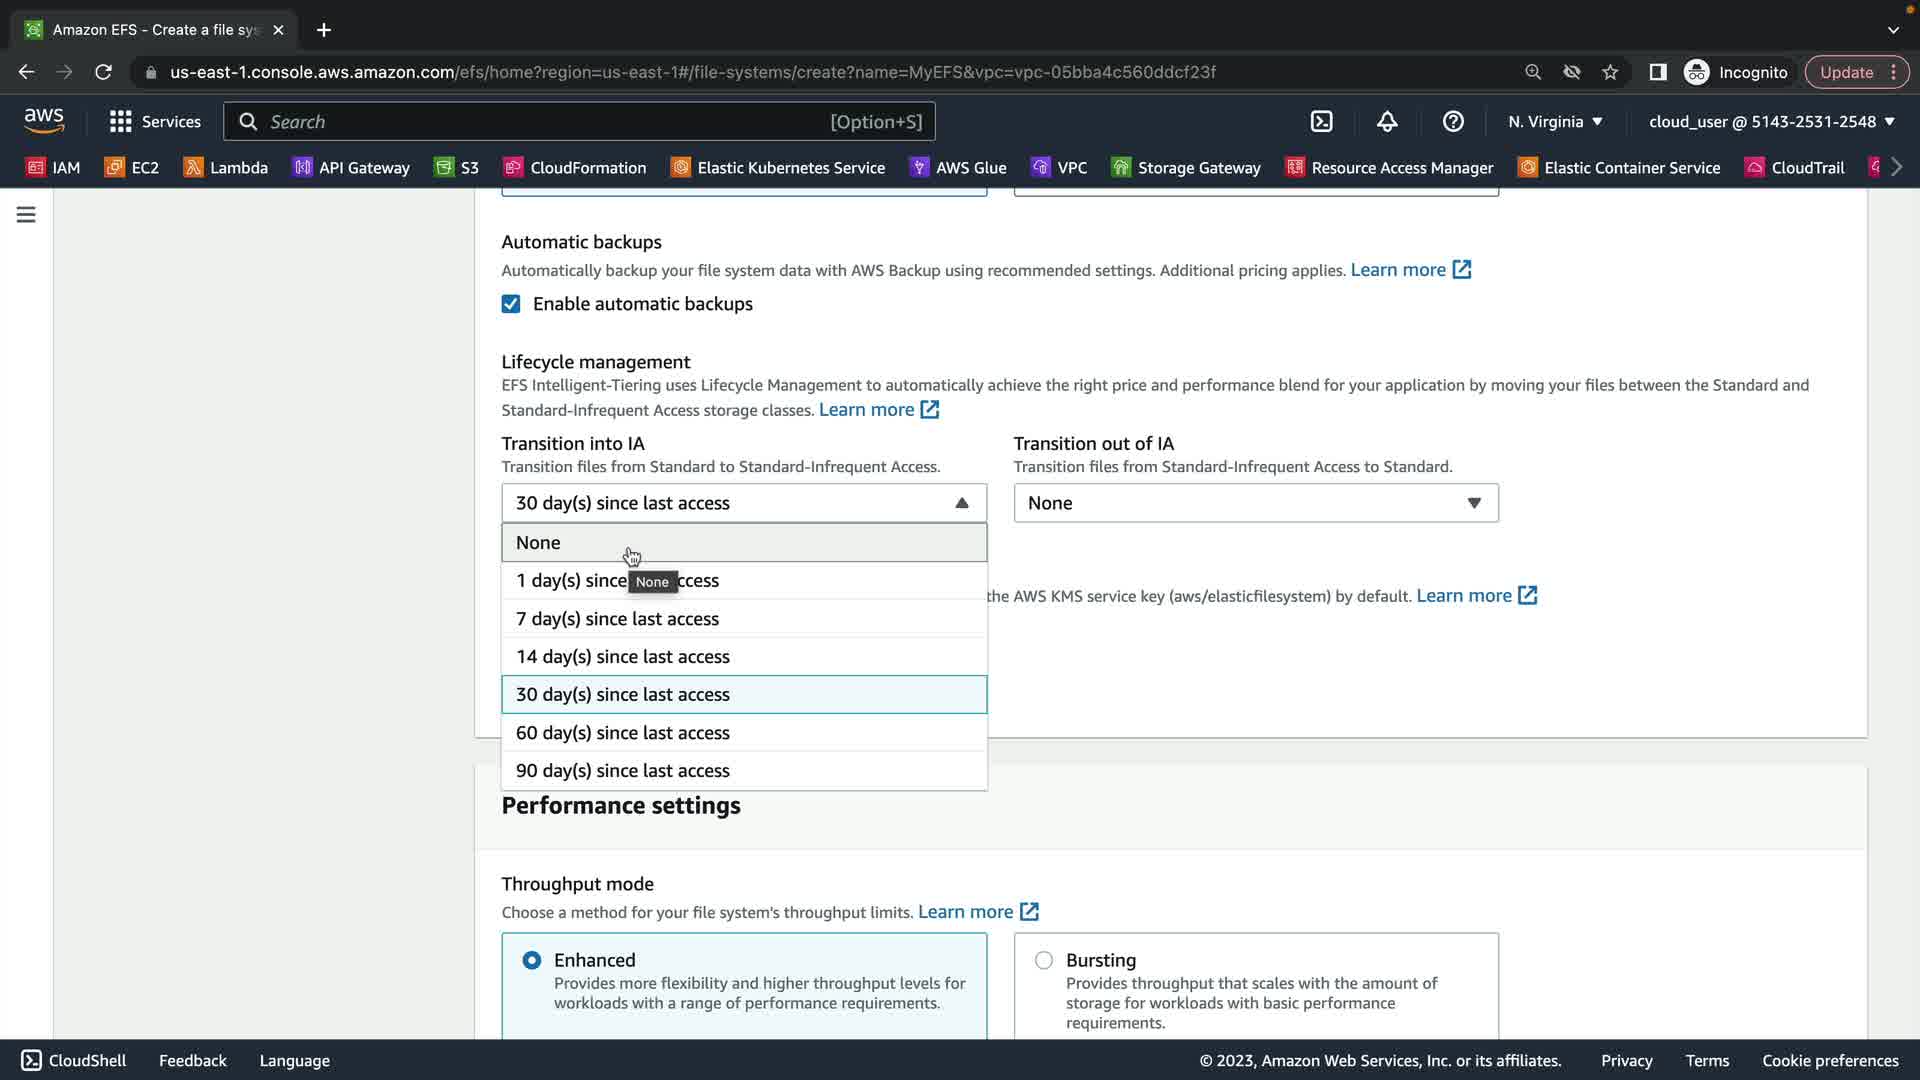 Amazon EFS - Create a file sys
us-east-1.console.aws.amazon.com/efs/home?region=us-east-1#/file-systems/create?name=MyEFS&vpc=vpc-05bba4c560ddcf23f
Incognito
Update
aws
Services
Search
[Option+S]
N. Virginia
cloud_user @ 5143-2531-2548
IAM
EC2
Lambda
API Gateway
S3
CloudFormation
Elastic Kubernetes Service
AWS Glue
VPC
Storage Gateway
Resource Access Manager
Elastic Container Service
CloudTrail
Automatic backups
Automatically backup your file system data with AWS Backup using recommended settings. Additional pricing applies. Learn more
Enable automatic backups
Lifecycle management
EFS Intelligent-Tiering uses Lifecycle Management to automatically achieve the right price and performance blend for your application by moving your files between the Standard and
Standard-Infrequent Access storage classes. Learn more
Transition into IA
Transition files from Standard to Standard-Infrequent Access.
30 day(s) since last access
Transition out of IA
Transition files from Standard-Infrequent Access to Standard.
None
None
1 day(s) since ccess
None
7 day(s) since last access
14 day(s) since last access
30 day(s) since last access
60 day(s) since last access
90 day(s) since last access
the AWS KMS service key (aws/elasticfilesystem) by default. Learn more
Performance settings
Throughput mode
Choose a method for your file system's throughput limits. Learn more
Enhanced
Provides more flexibility and higher throughput levels for
workloads with a range of performance requirements.
Bursting
Provides throughput that scales with the amount of
storage for workloads with basic performance
requirements.
CloudShell
Feedback
Language
© 2023, Amazon Web Services, Inc. or its affiliates.
Privacy
Terms
Cookie preferences